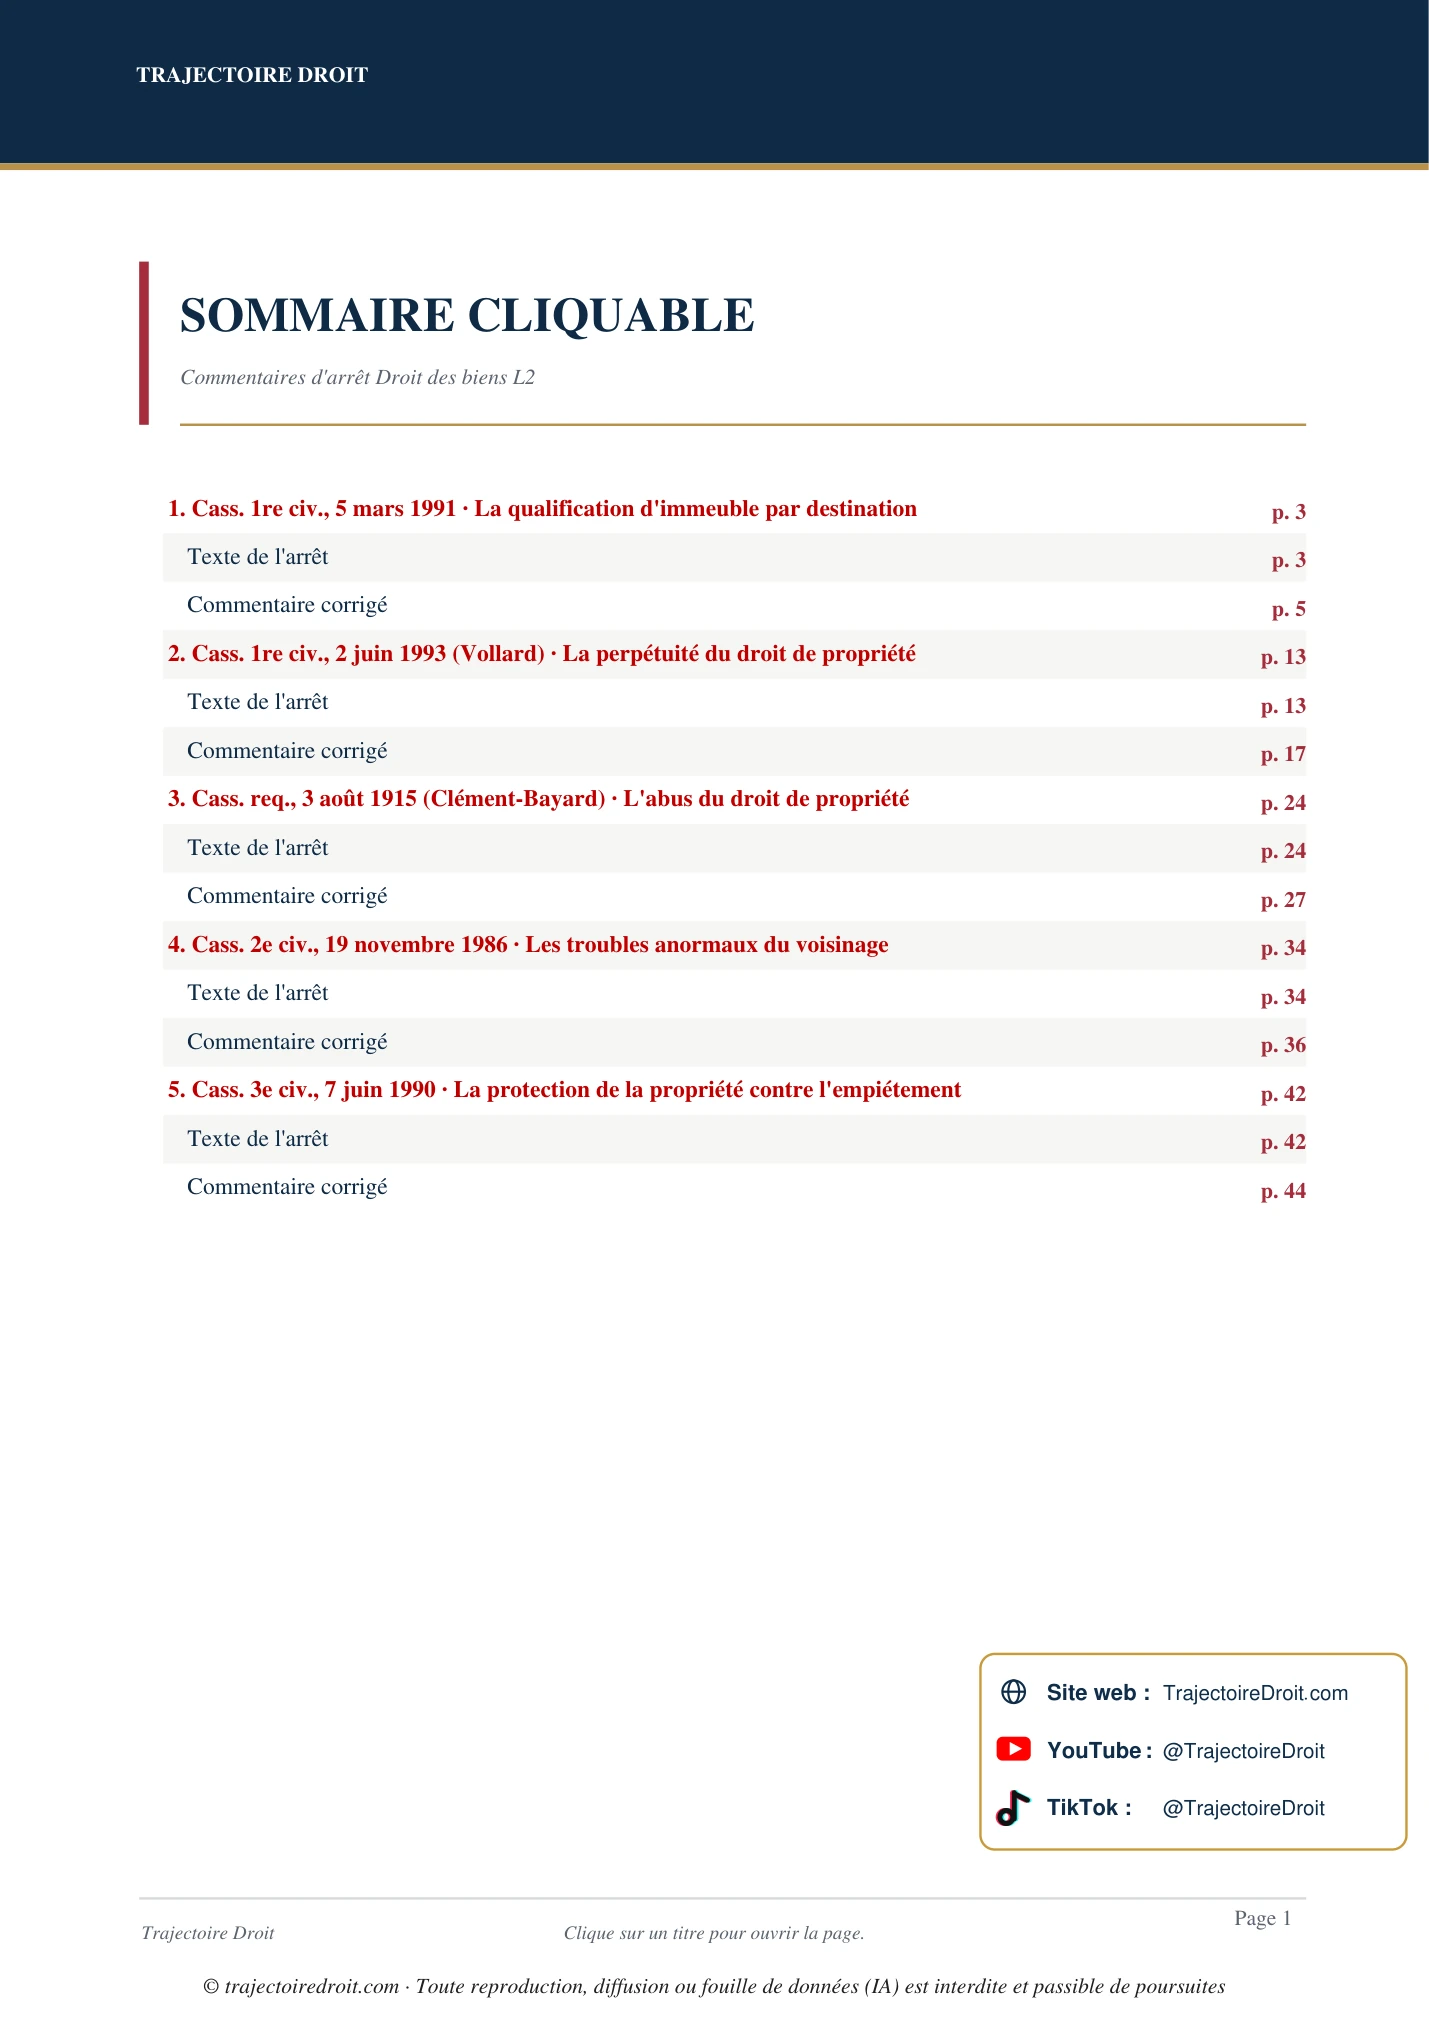 TRAJECTOIRE DROIT
SOMMAIRE CLIQUABLE
Commentaires d'arrêt Droit des biens L2
1. Cass. 1re civ., 5 mars 1991 · La qualification d'immeuble par destination p. 3
Texte de l'arrêt p. 3
Commentaire corrigé p. 5
2. Cass. 1re civ., 2 juin 1993 (Vollard) · La perpétuité du droit de propriété p. 13
Texte de l'arrêt p. 13
Commentaire corrigé p. 17
3. Cass. req., 3 août 1915 (Clément-Bayard) · L'abus du droit de propriété p. 24
Texte de l'arrêt p. 24
Commentaire corrigé p. 27
4. Cass. 2e civ., 19 novembre 1986 · Les troubles anormaux du voisinage p. 34
Texte de l'arrêt p. 34
Commentaire corrigé p. 36
5. Cass. 3e civ., 7 juin 1990 · La protection de la propriété contre l'empiétement p. 42
Texte de l'arrêt p. 42
Commentaire corrigé p. 44
Site web : TrajectoireDroit.com
YouTube : @TrajectoireDroit
TikTok : @TrajectoireDroit
Trajectoire Droit Clique sur un titre pour ouvrir la page. Page 1
© trajectoiredroit.com · Toute reproduction, diffusion ou fouille de données (IA) est interdite et passible de poursuites